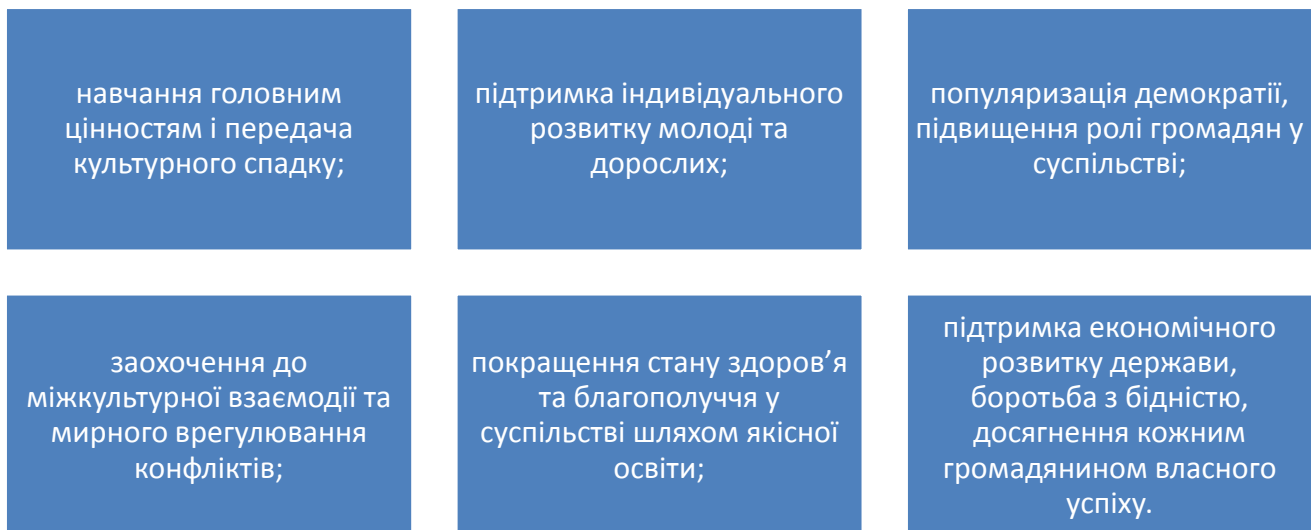 навчання головним
цінностям і передача
культурного спадку;
підтримка індивідуального
розвитку молоді та
дорослих;
популяризація демократії,
підвищення ролі громадян у
суспільстві;
заохочення до
міжкультурної взаємодії та
мирного врегулювання
конфліктів;
покращення стану здоров’я
та благополуччя у
суспільстві шляхом якісної
освіти;
підтримка економічного
розвитку держави,
боротьба з бідністю,
досягнення кожним
громадянином власного
успіху.